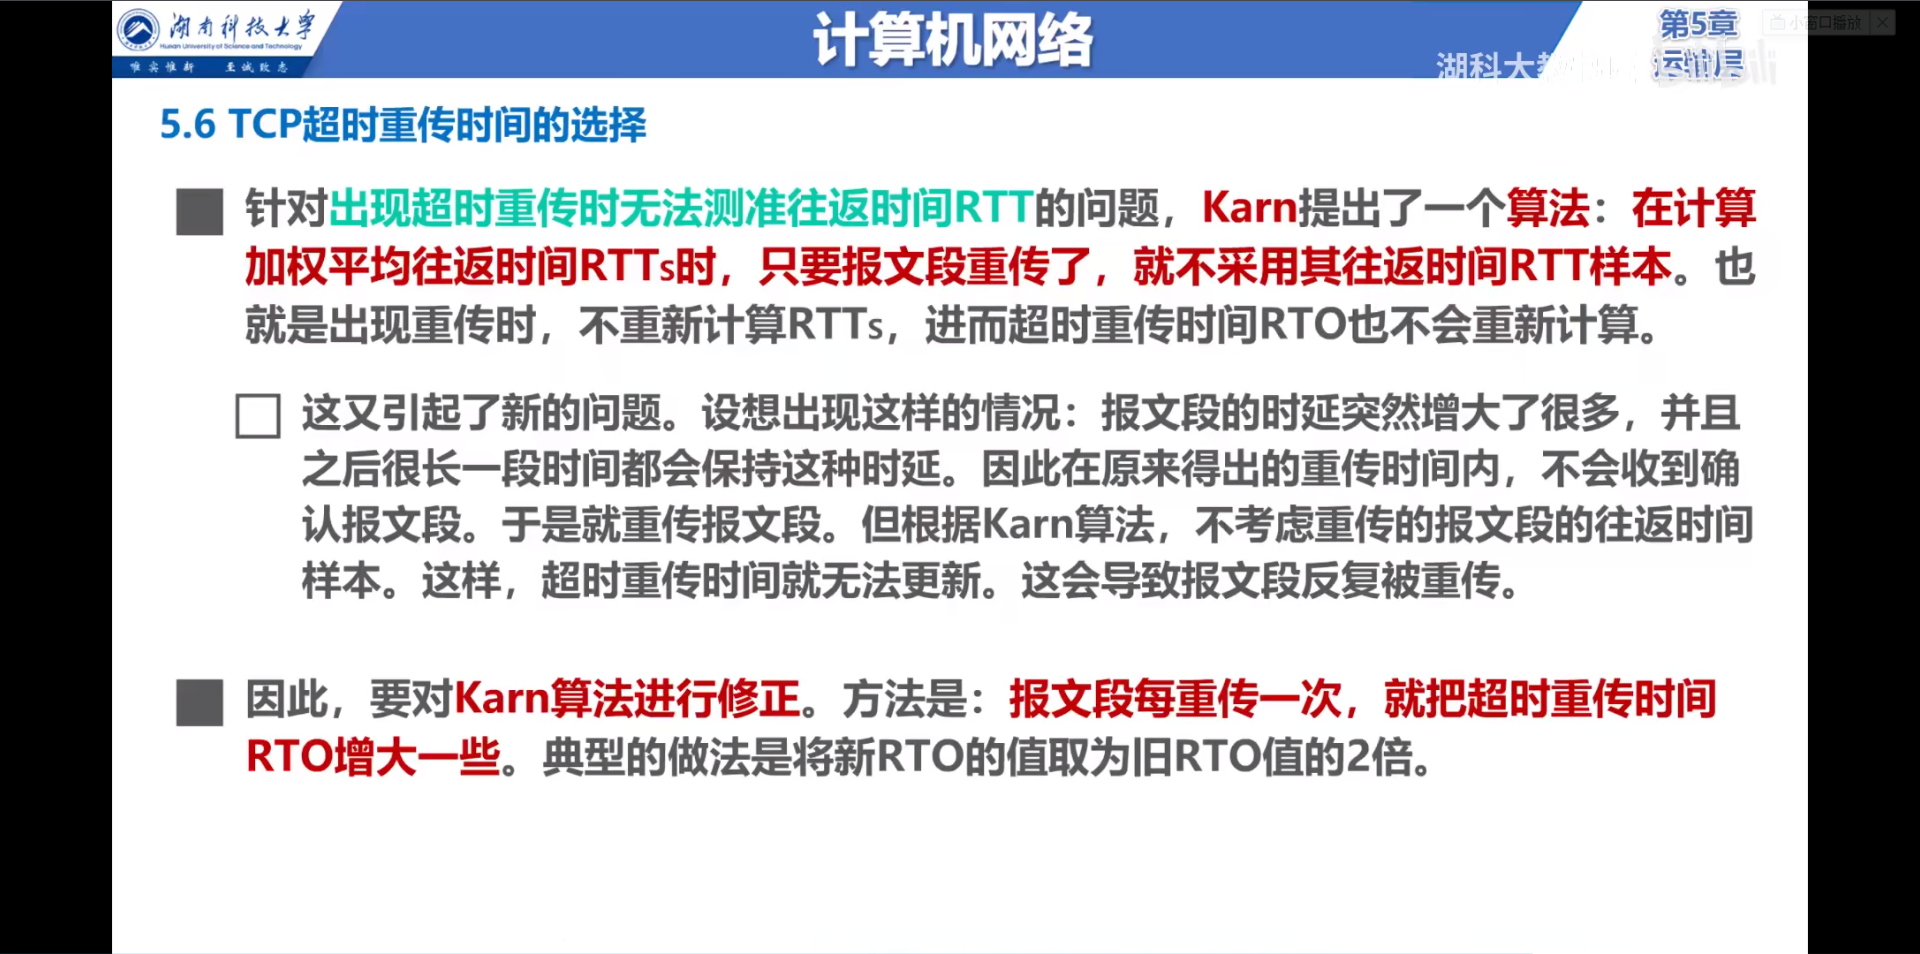 湖南科技大学
Hunan University of Science and Technology
唯实惟新 至诚致志
计算机网络
第5章
运输层
小窗口播放
湖科大教
5.6 TCP超时重传时间的选择
针对出现超时重传时无法测准往返时间RTT的问题，Karn提出了一个算法：在计算
加权平均往返时间RTTs时，只要报文段重传了，就不采用其往返时间RTT样本。也
就是出现重传时，不重新计算RTTs，进而超时重传时间RTO也不会重新计算。
这又引起了新的问题。设想出现这样的情况：报文段的时延突然增大了很多，并且
之后很长一段时间都会保持这种时延。因此在原来得出的重传时间内，不会收到确
认报文段。于是就重传报文段。但根据Karn算法，不考虑重传的报文段的往返时间
样本。这样，超时重传时间就无法更新。这会导致报文段反复被重传。
因此，要对Karn算法进行修正。方法是：报文段每重传一次，就把超时重传时间
RTO增大一些。典型的做法是将新RTO的值取为旧RTO值的2倍。